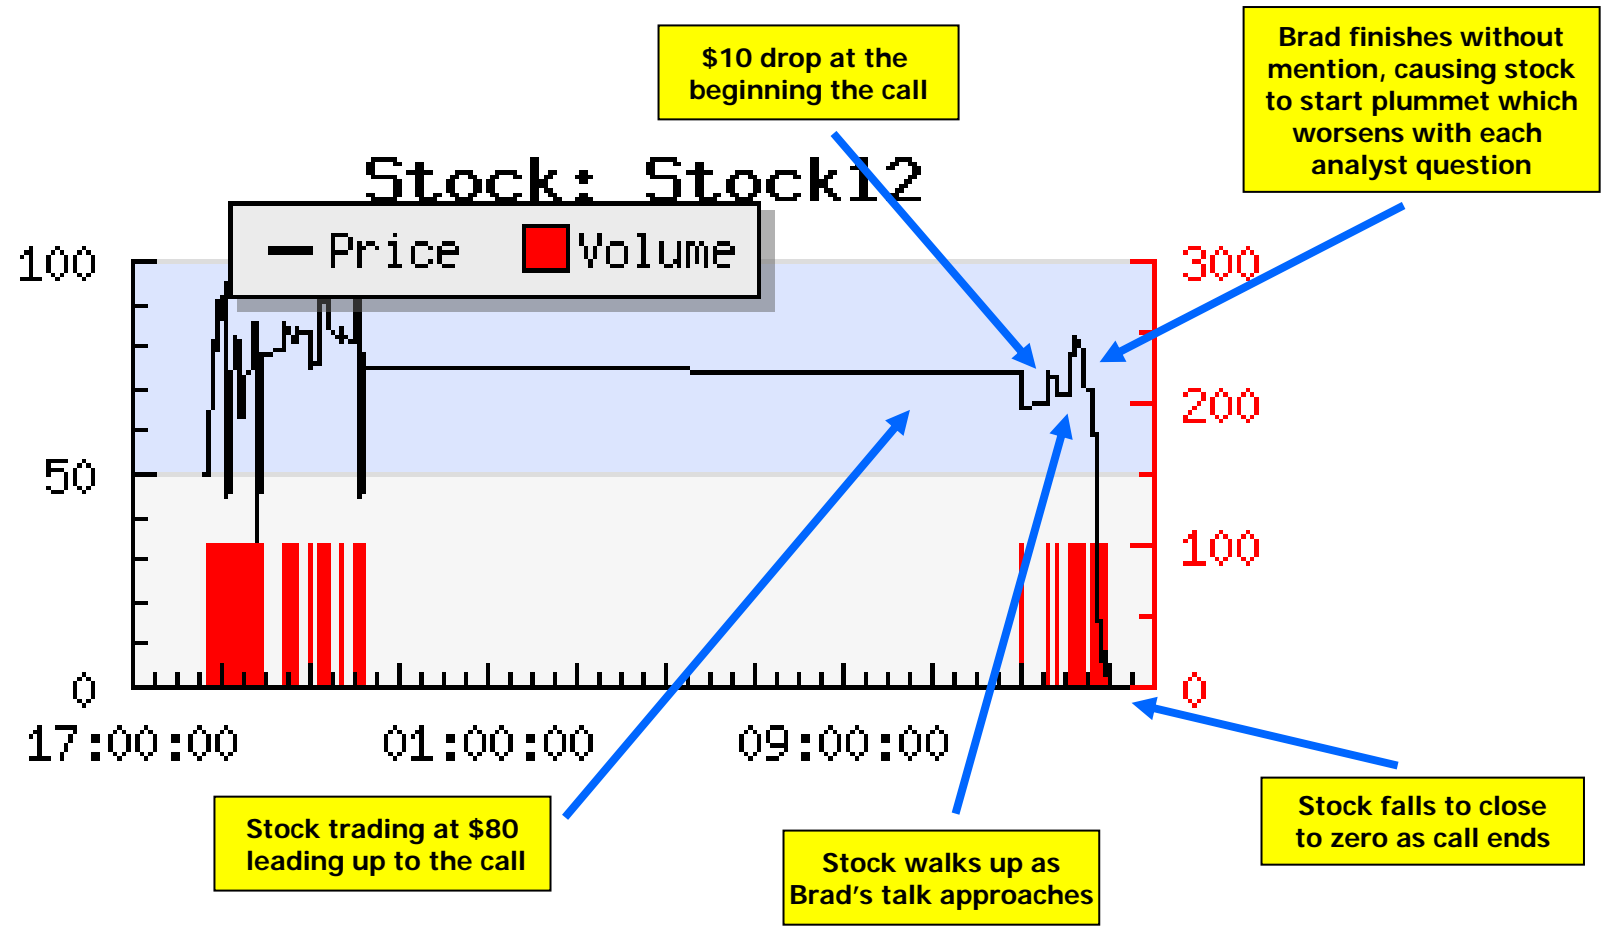 $10 drop at the
beginning the call
Brad finishes without
mention, causing stock
to start plummet which
worsens with each
analyst question
Stock: Stock12
Price
Volume
100
50
0
300
200
100
0
17:00:00
01:00:00
09:00:00
Stock trading at $80
leading up to the call
Stock walks up as
Brad's talk approaches
Stock falls to close
to zero as call ends